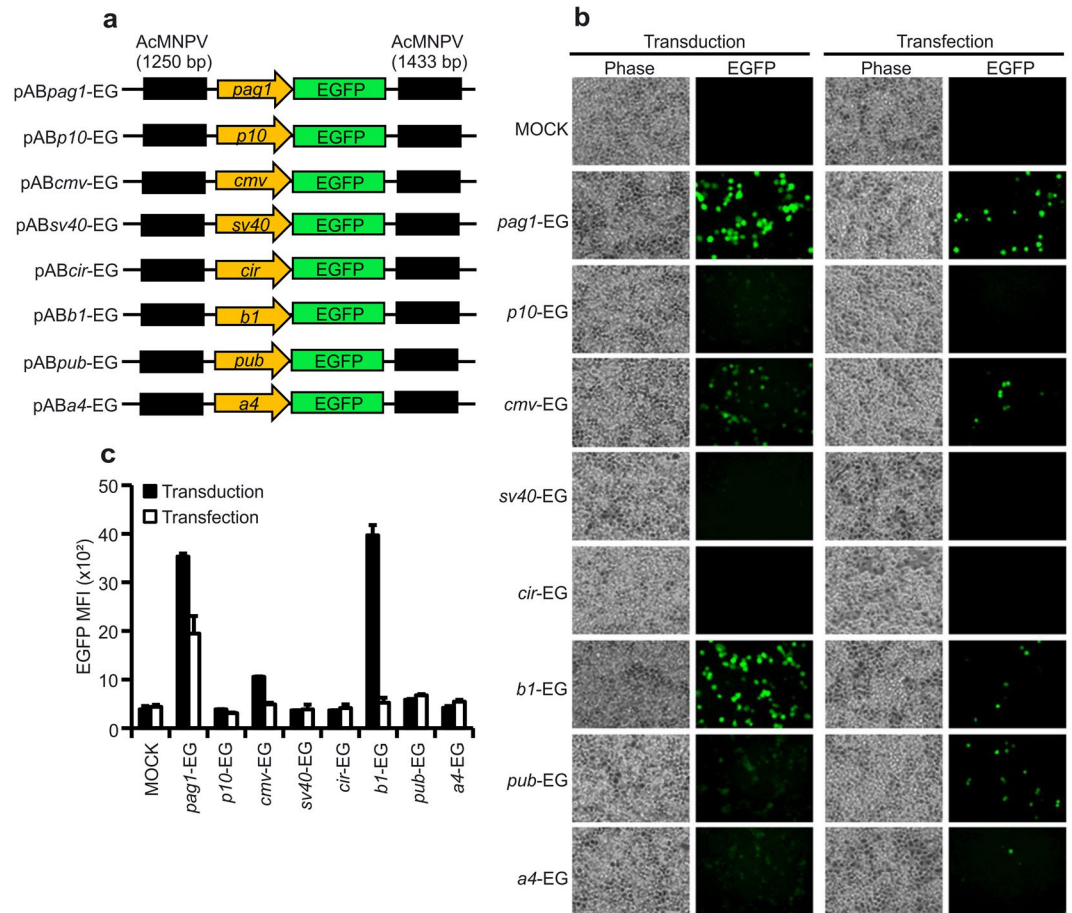 a
AcMNPV
(1250 bp)
AcMNPV
(1433 bp)
pABpag1-EG
pag1
EGFP
pABp10-EG
p10
EGFP
pABcmv-EG
cmv
EGFP
pABsv40-EG
sv40
EGFP
pABcir-EG
cir
EGFP
pABb1-EG
b1
EGFP
pABpub-EG
pub
EGFP
pABa4-EG
a4
EGFP
b
Transduction
Transfection
Phase
EGFP
Phase
EGFP
MOCK
pag1-EG
p10-EG
cmv-EG
sv40-EG
cir-EG
b1-EG
pub-EG
a4-EG
c
EGFP MFI (x10²)
50
40
30
20
10
0
Transduction
Transfection
MOCK
pag1-EG
p10-EG
cmv-EG
sv40-EG
cir-EG
b1-EG
pub-EG
a4-EG